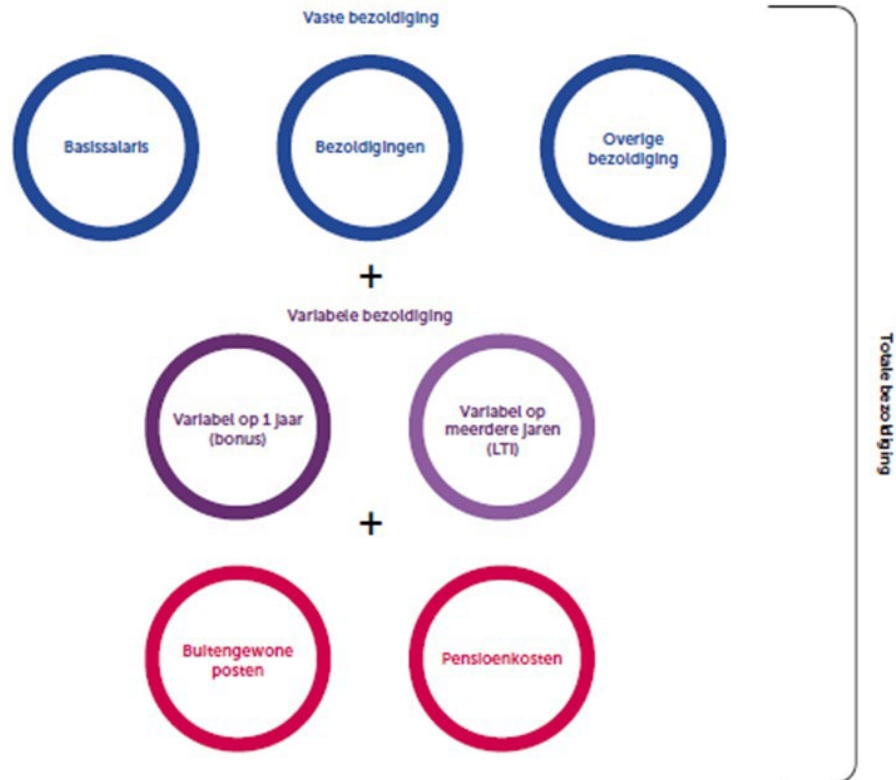 Vaste bezoldiging
Basissalaris
Bezoldigingen
Overige
bezoldiging
+
Variabele bezoldiging
Variabel op 1 jaar
(bonus)
Variabel op
meerdere jaren
(LTI)
+
Buitengewone
posten
Pensioenkosten
Totale bezoldiging